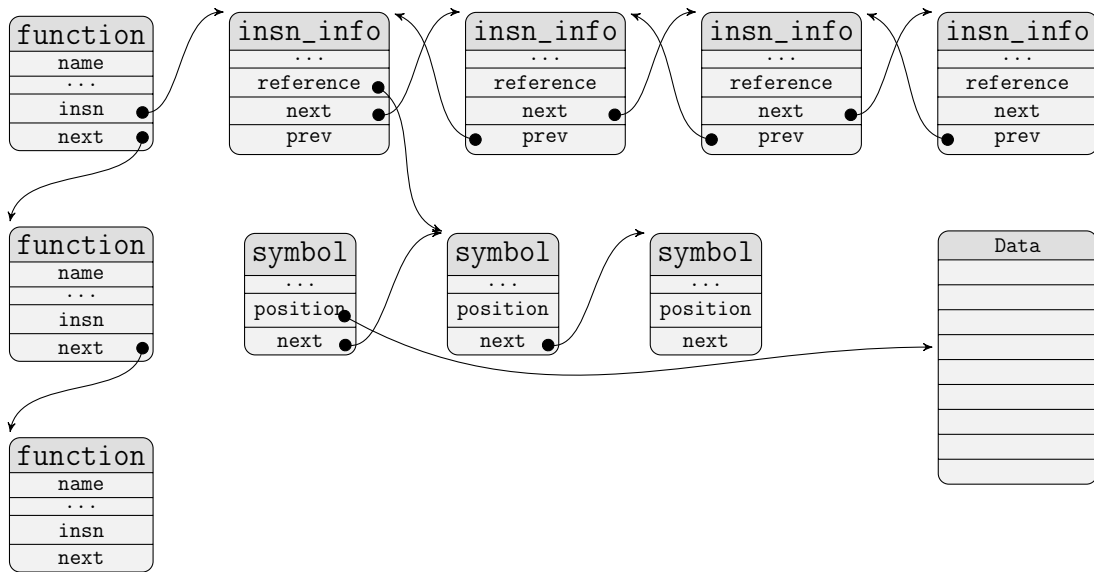 function
name
...
insn
next
insn_info
...
reference
next
prev
insn_info
...
reference
next
prev
insn_info
...
reference
next
prev
insn_info
...
reference
next
prev
function
name
...
insn
next
symbol
...
position
next
symbol
...
position
next
symbol
...
position
next
Data
function
name
...
insn
next